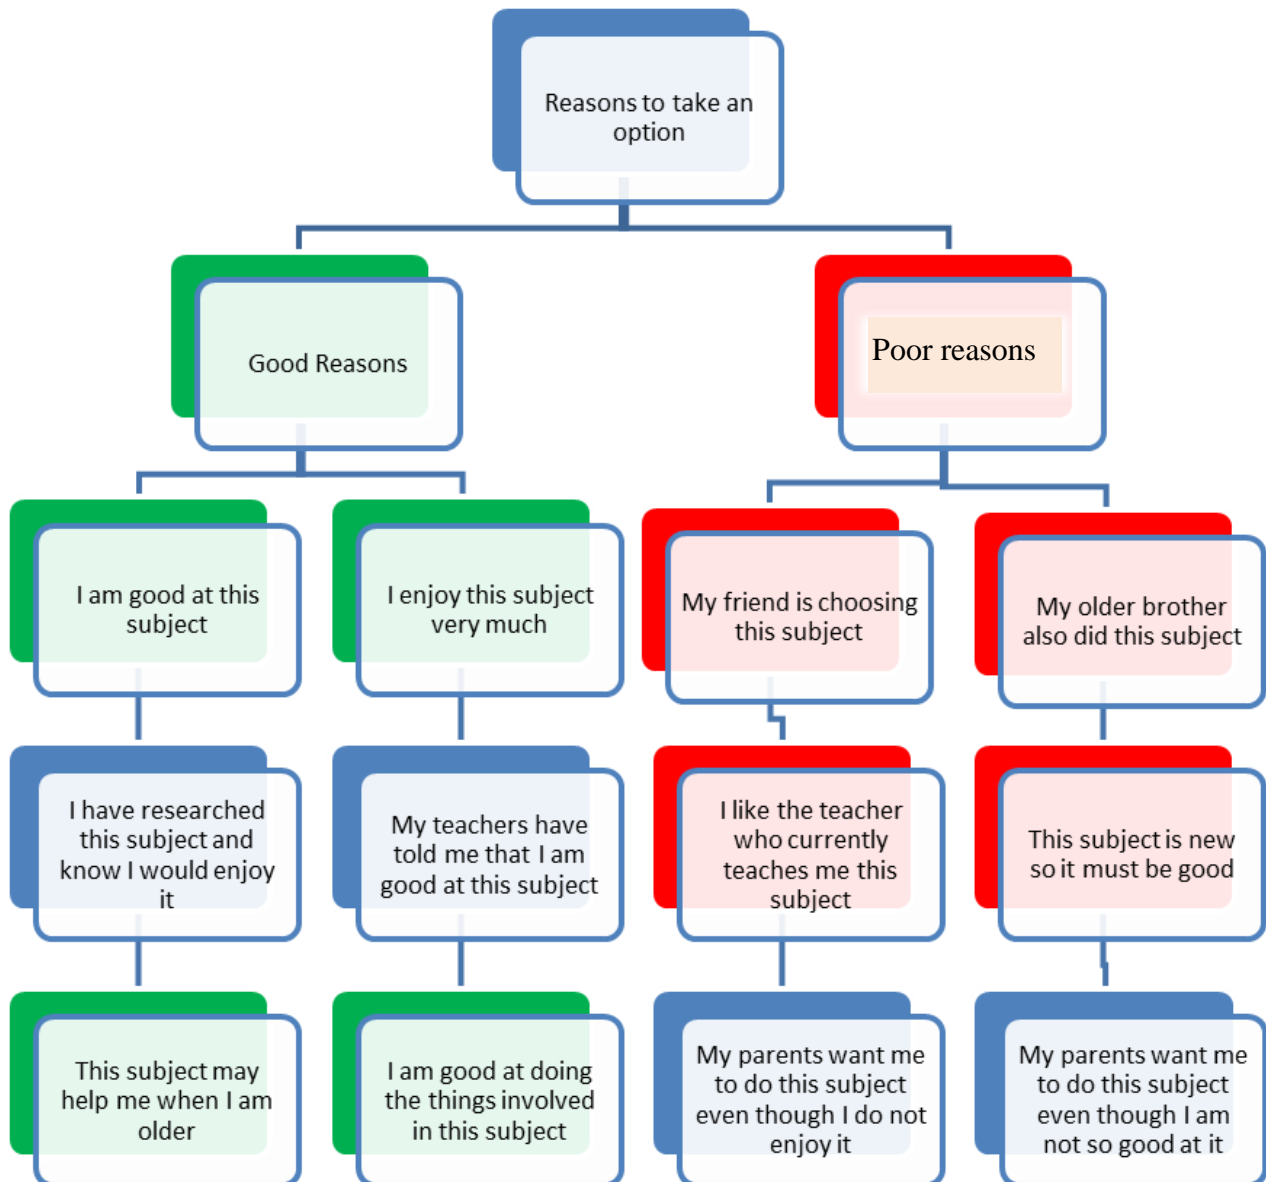 Reasons to take an
option
Good Reasons
Poor reasons
I am good at this
subject
I enjoy this subject
very much
My friend is choosing
this subject
My older brother
also did this subject
I have researched
this subject and
know I would enjoy
it
My teachers have
told me that I am
good at this subject
I like the teacher
who currently
teaches me this
subject
This subject is new
so it must be good
This subject may
help me when I am
older
I am good at doing
the things involved
in this subject
My parents want me
to do this subject
even though I do not
enjoy it
My parents want me
to do this subject
even though I am
not so good at it